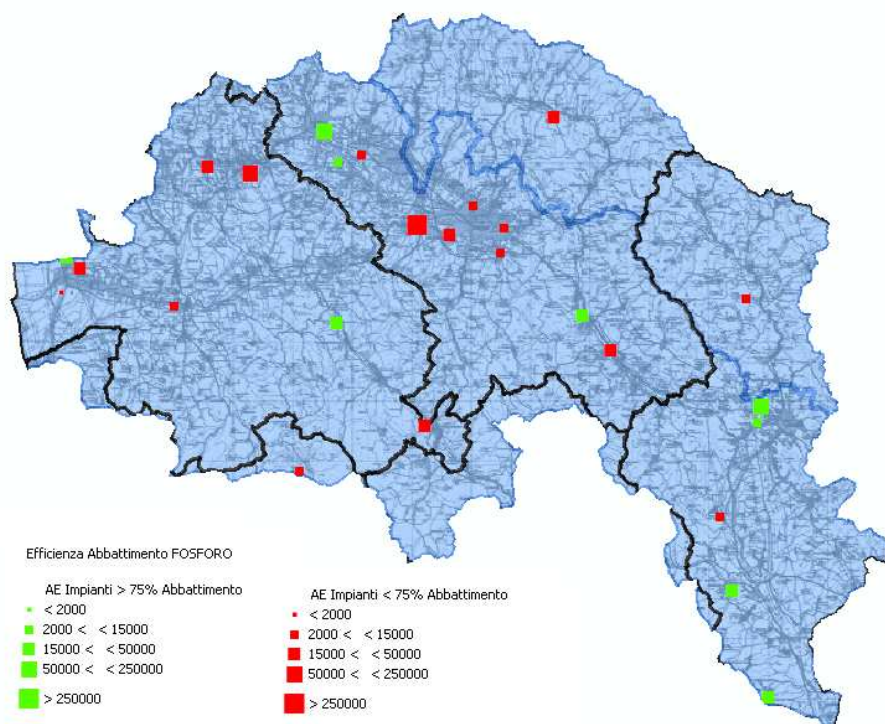 Efficienza Abbattimento FOSFORO
AE Impianti > 75% Abbattimento
< 2000
2000 < < 15000
15000 < < 50000
50000 < < 250000
> 250000
AE Impianti < 75% Abbattimento
< 2000
2000 < < 15000
15000 < < 50000
50000 < < 250000
> 250000